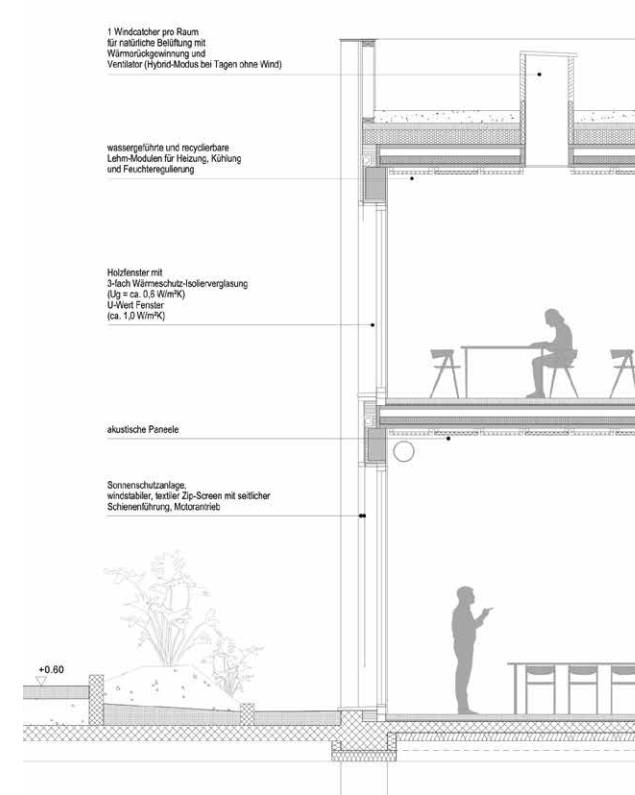 1 Windcatcher pro Raum
für natürliche Belüftung mit
Wärmerückgewinnung und
Ventilator (Hybrid-Modus bei Tagen ohne Wind)
wassergeführte und recyclierbare
Lehm-Modulen für Heizung, Kühlung
und Feuchteregulierung
Holzfenster mit
3-fach Wärmeschutz-Isolierverglasung
(Ug = ca. 0,6 W/m²K)
U-Wert Fenster
(ca. 1,0 W/m²K)
akustische Paneele
Sonnenschutzanlage,
windstabiler, textiler Zip-Screen mit seitlicher
Schienenführung, Motorantrieb
+0.60